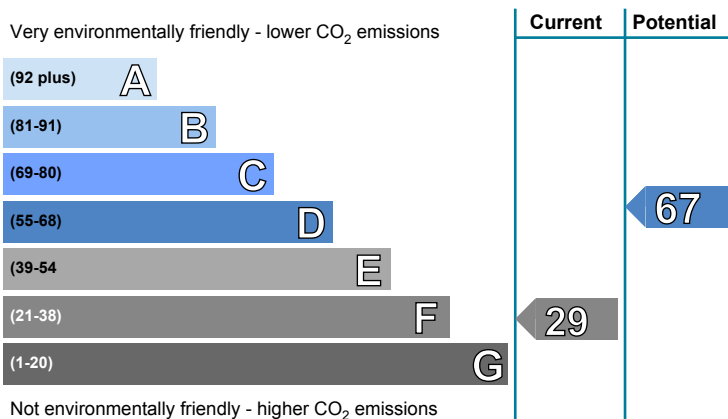 Very environmentally friendly - lower CO2 emissions
Current
Potential
(92 plus) A
(81-91) B
(69-80) C
(55-68) D
67
(39-54 E
(21-38) F
29
(1-20) G
Not environmentally friendly - higher CO2 emissions